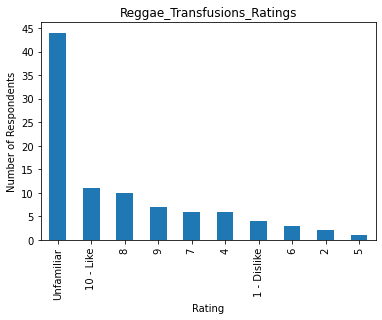 Reggae_Transfusions_Ratings
Number of Respondents
45
40
35
30
25
20
15
10
5
0
Unfamiliar
10 - Like
8
9
7
4
1 - Dislike
6
2
5
Rating